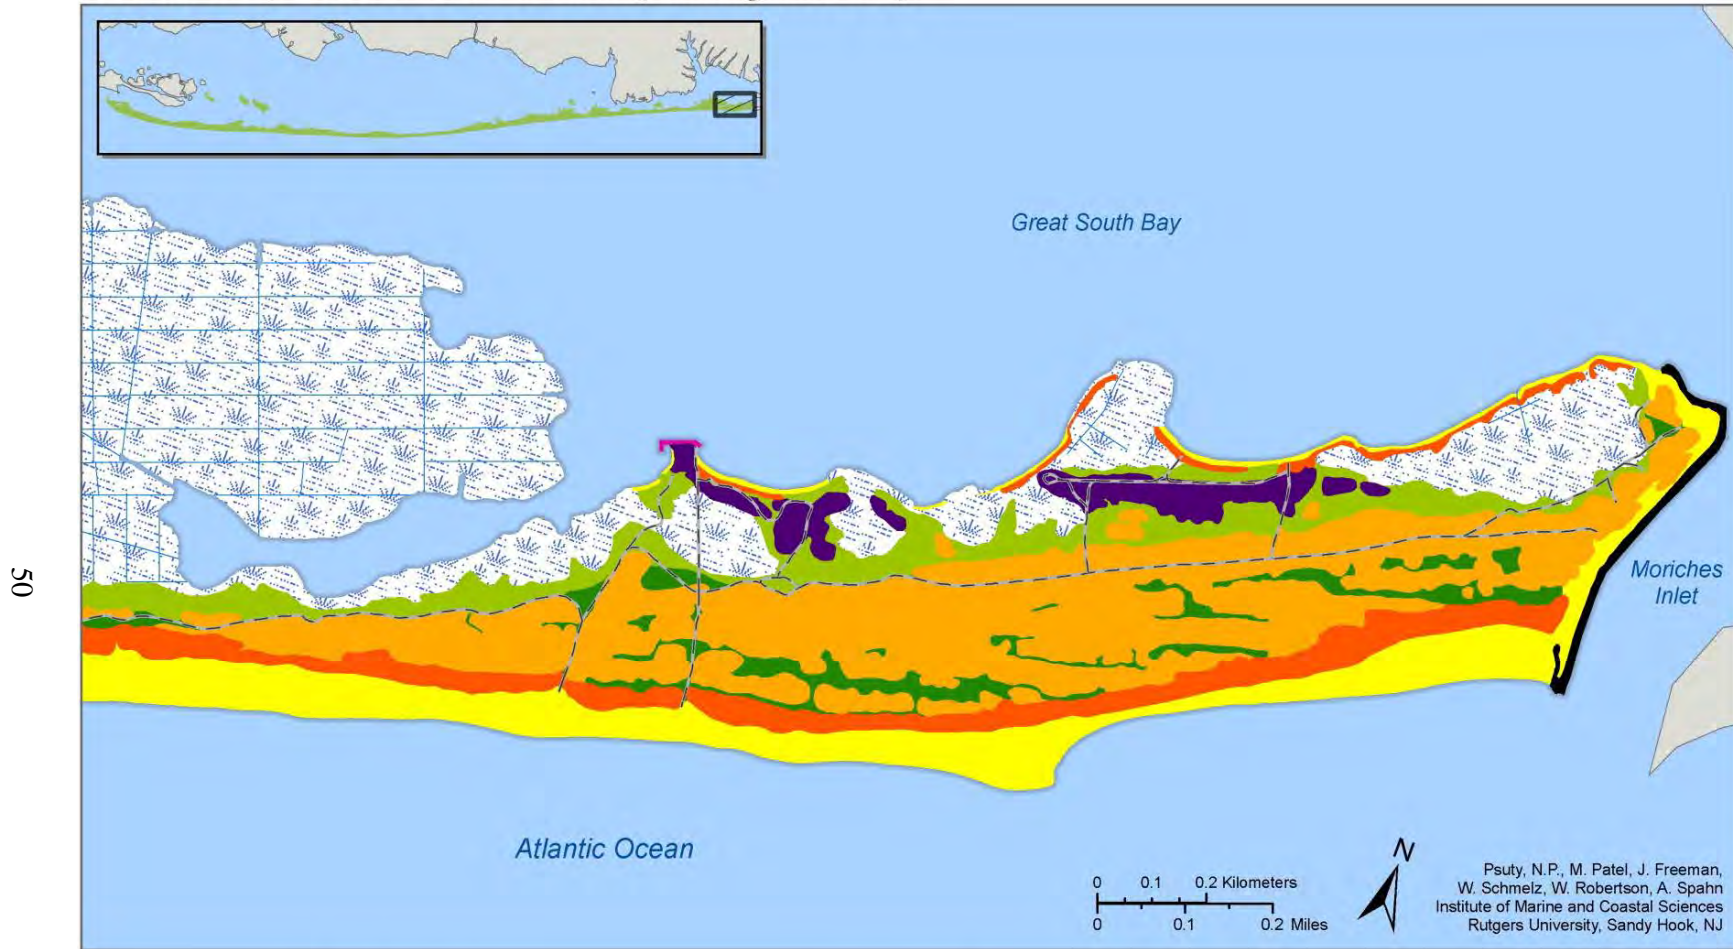 Great South Bay
50
Moriches
Inlet
Atlantic Ocean
N
0 0.1 0.2 Kilometers
0 0.1 0.2 Miles
Psuty, N.P., M. Patel, J. Freeman,
W. Schmelz, W. Robertson, A. Spahn
Institute of Marine and Coastal Sciences
Rutgers University, Sandy Hook, NJ